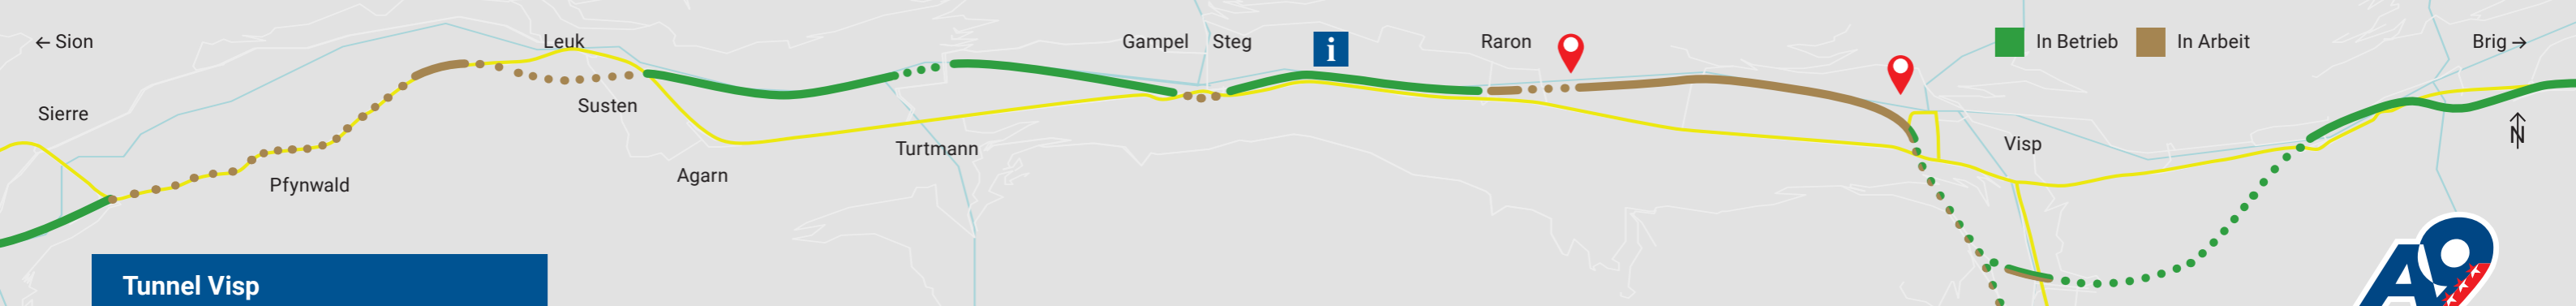 ← Sion
Leuk
Gampel
Steg
i
Raron
In Betrieb
In Arbeit
Brig →
Sierre
Susten
Pfynwald
Agarn
Turtmann
Visp
N
Tunnel Visp
A9